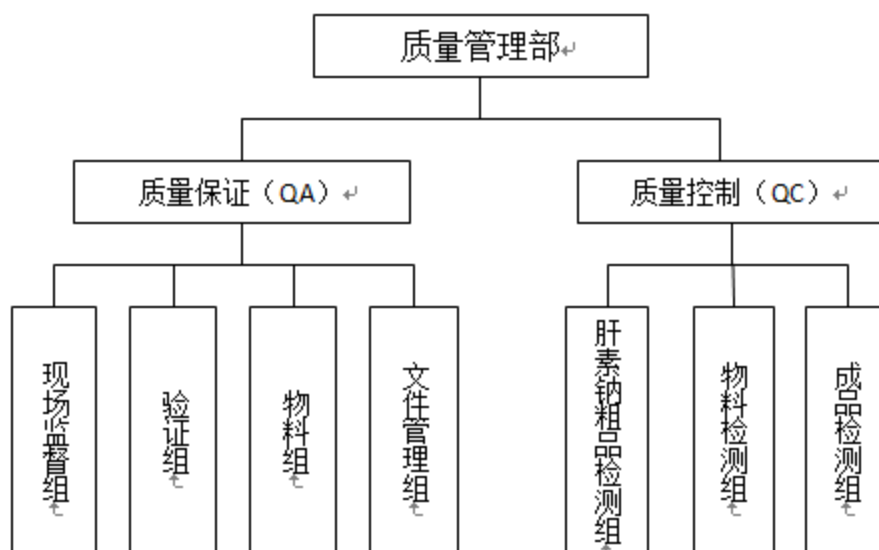 质量管理部
质量保证（QA）
质量控制（QC）
现场监督组
验证组
物料组
文件管理组
肝素钠粗品检测组
物料检测组
成品检测组